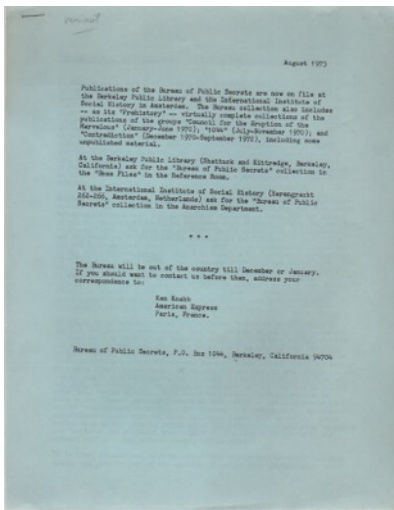 August 1973
Publications of the Bureau of Public Secrets are now on file at
the Berkeley Public Library and the International Institute of
Social History in Amsterdam. The Bureau collection also includes
-- as its "Prehistory" -- virtually complete collections of the
publications of the groups "Council for the Eruption of the
Marvelous" (January-June 1970); "1044" (July-November 1970); and
"Contradiction" (December 1970-September 1972), including some
unpublished material.
At the Berkeley Public Library (Shattuck and Kittredge, Berkeley,
California) ask for the "Bureau of Public Secrets" collection in
the "Name Files" in the Reference Room.
At the International Institute of Social History (Herengracht
262-266, Amsterdam, Netherlands) ask for the "Bureau of Public
Secrets" collection in the Anarchism Department.
* * *
The Bureau will be out of the country till December or January.
If you should want to contact us before then, address your
correspondence to:
Ken Knabb
American Express
Paris, France.
Bureau of Public Secrets, P.O. Box 1044, Berkeley, California 94704